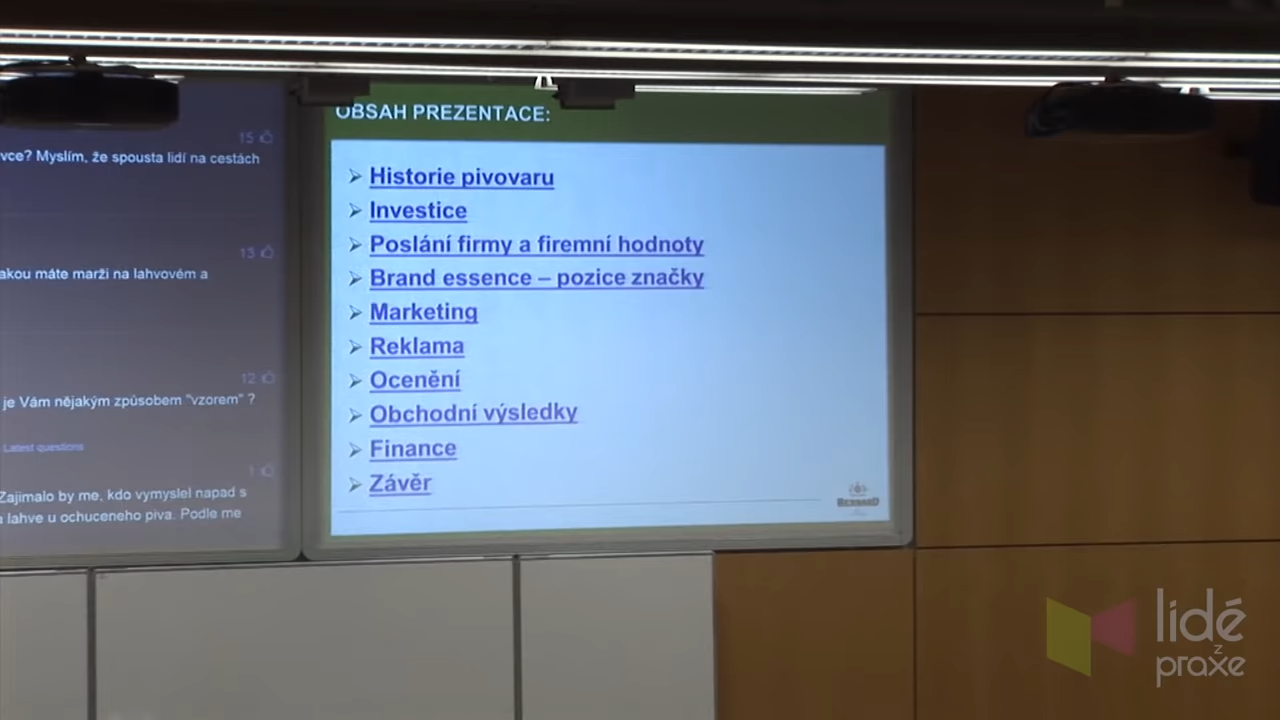 15
vce? Myslím, že spousta lidí na cestách
13
akou máte marži na lahvovém a
12
je Vám nějakým způsobem "vzorem" ?
Latest questions
1
Zajimalo by me, kdo vymyslel napad s
lahve u ochuceneho piva. Podle me
OBSAH PREZENTACE:
Historie pivovaru
Investice
Poslání firmy a firemní hodnoty
Brand essence – pozice značky
Marketing
Reklama
Ocenění
Obchodní výsledky
Finance
Závěr
BERNARD
lidé
z
praxe